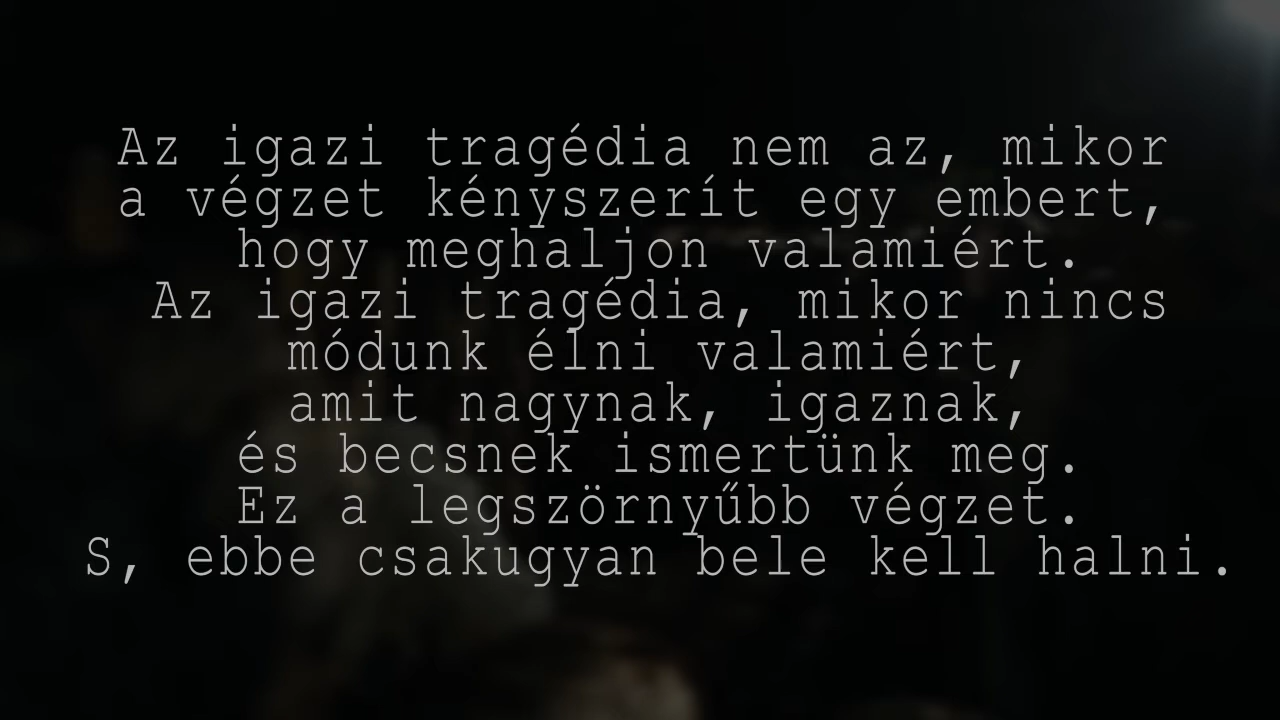 Az igazi tragédia nem az, mikor
a végzet kényszerít egy embert,
hogy meghaljon valamiért.
Az igazi tragédia, mikor nincs
módunk élni valamiért,
amit nagynak, igaznak,
és becsnek ismertünk meg.
Ez a legszörnyűbb végzet.
S, ebbe csakugyan bele kell halni.